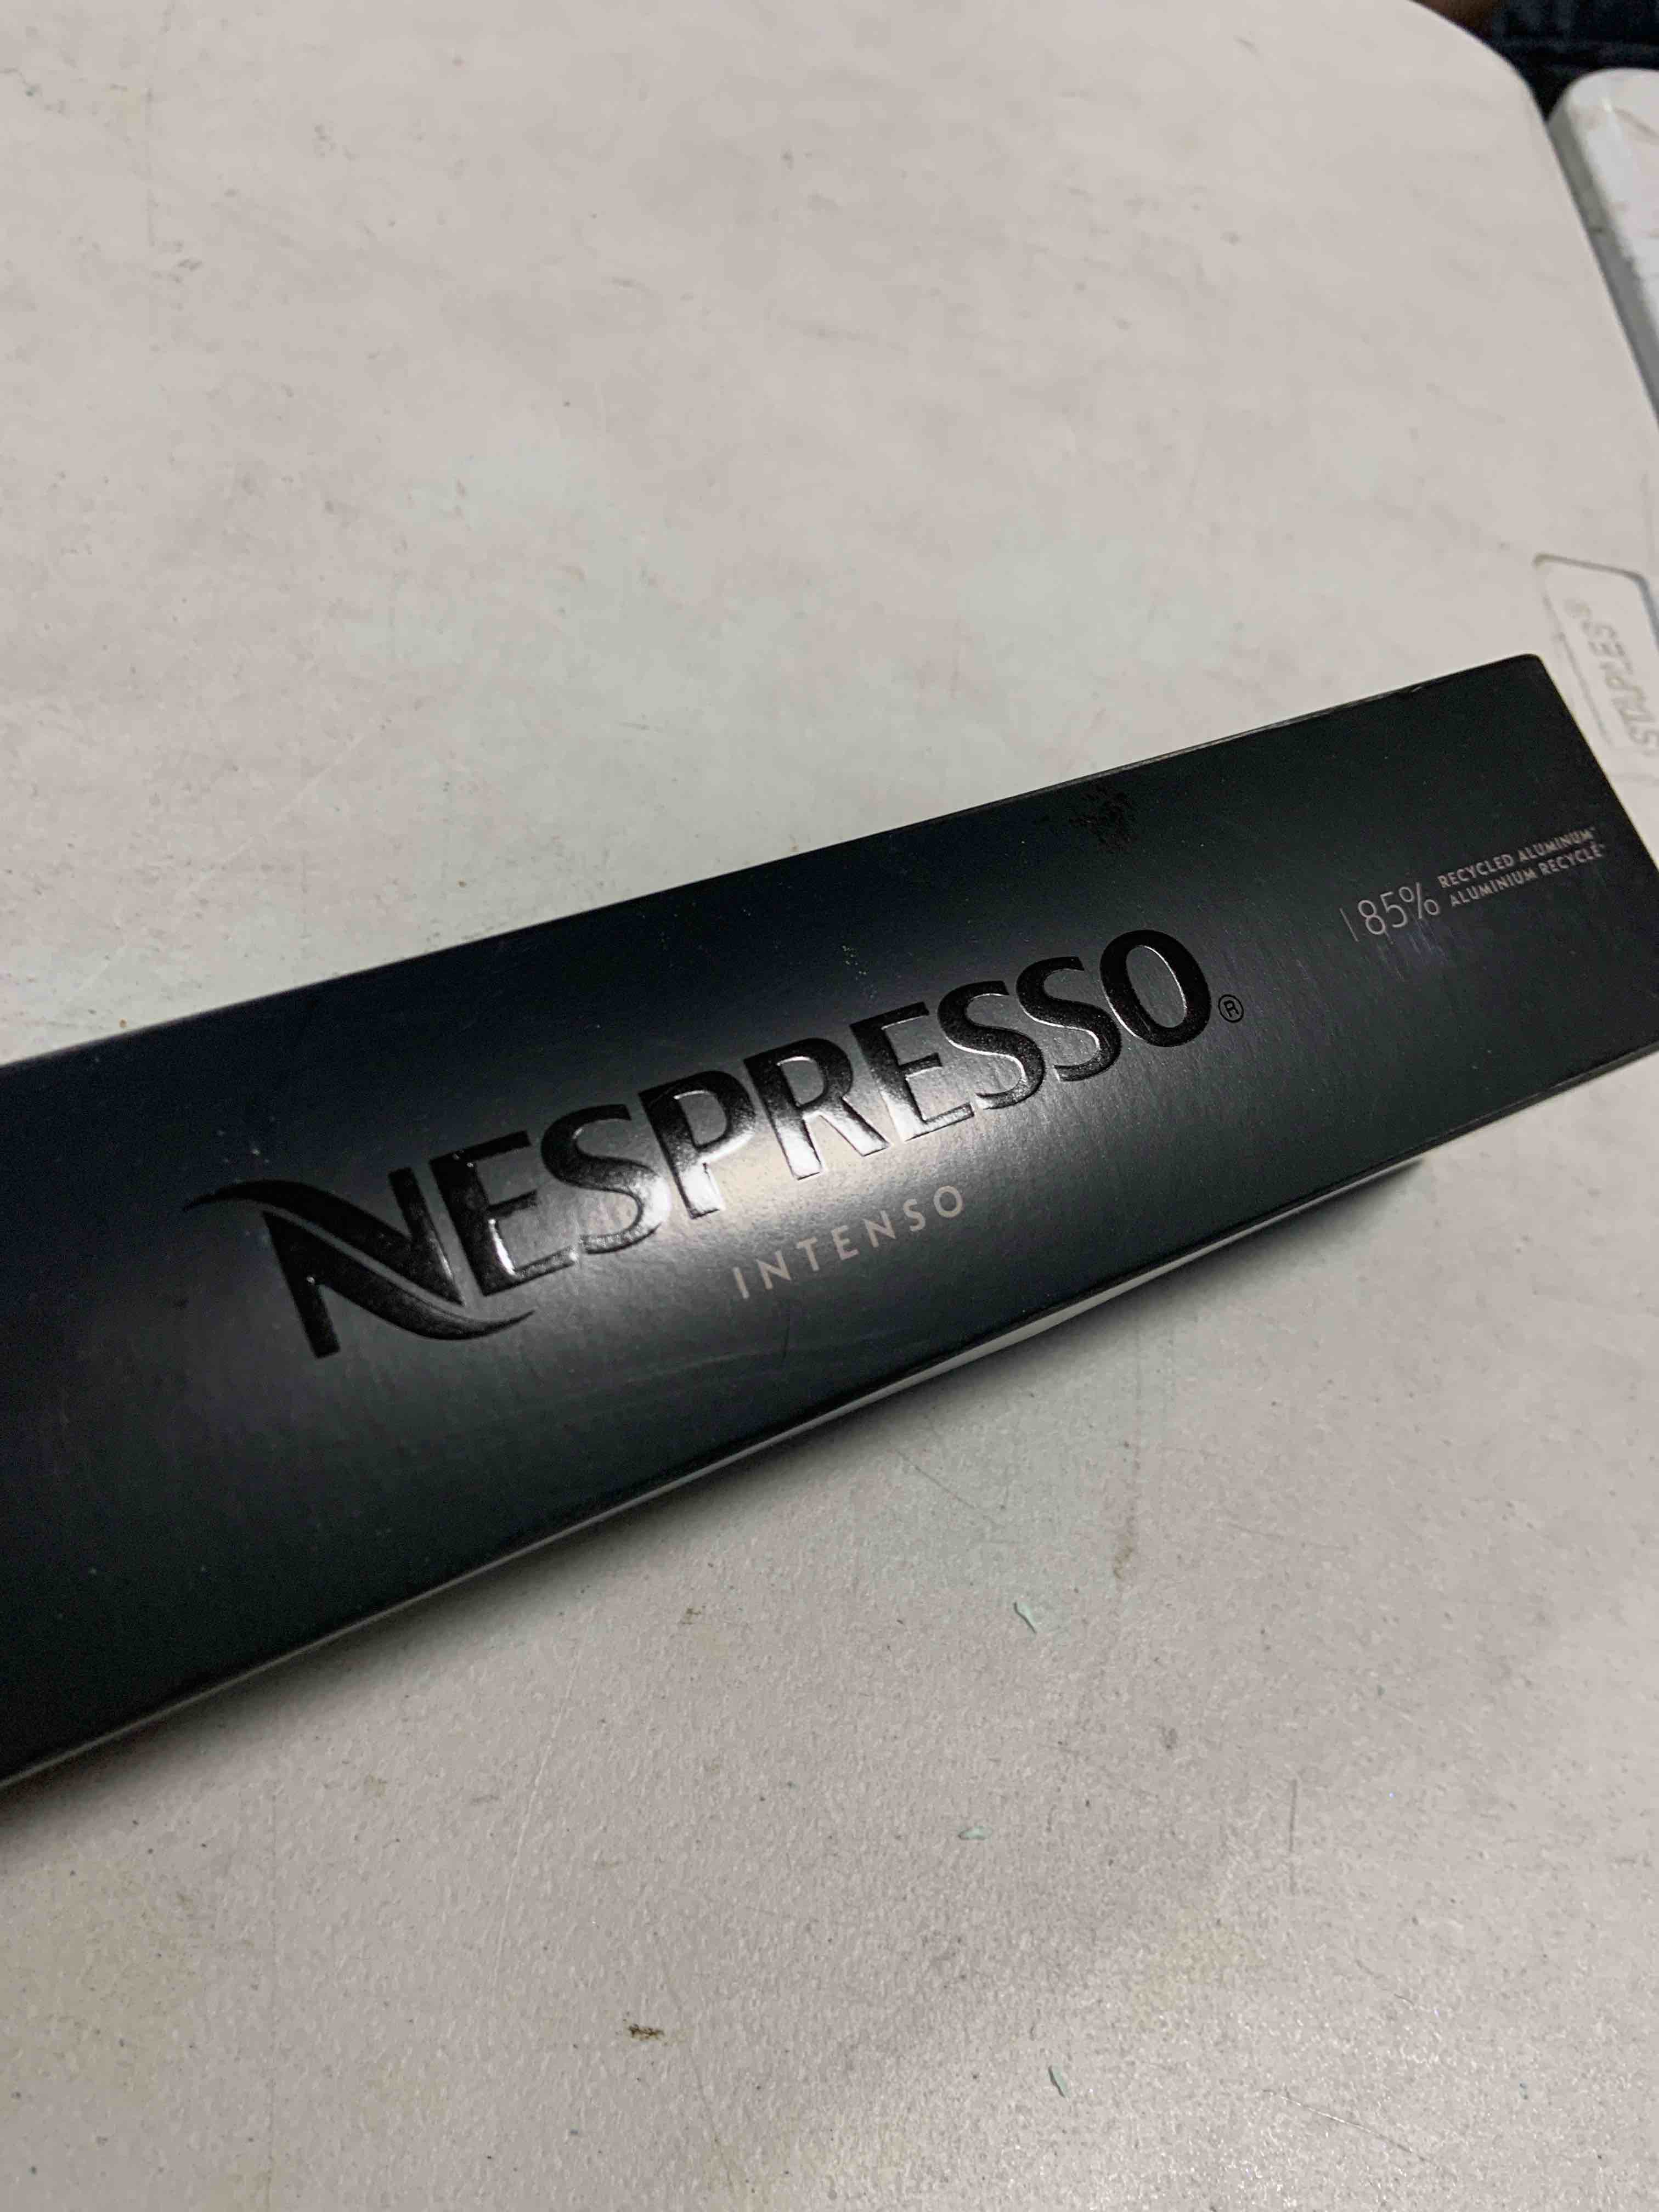 STAPLES®
85% RECYCLED ALUMINUM*
ALUMINIUM RECYCLÉ*
NESPRESSO®
INTENSO